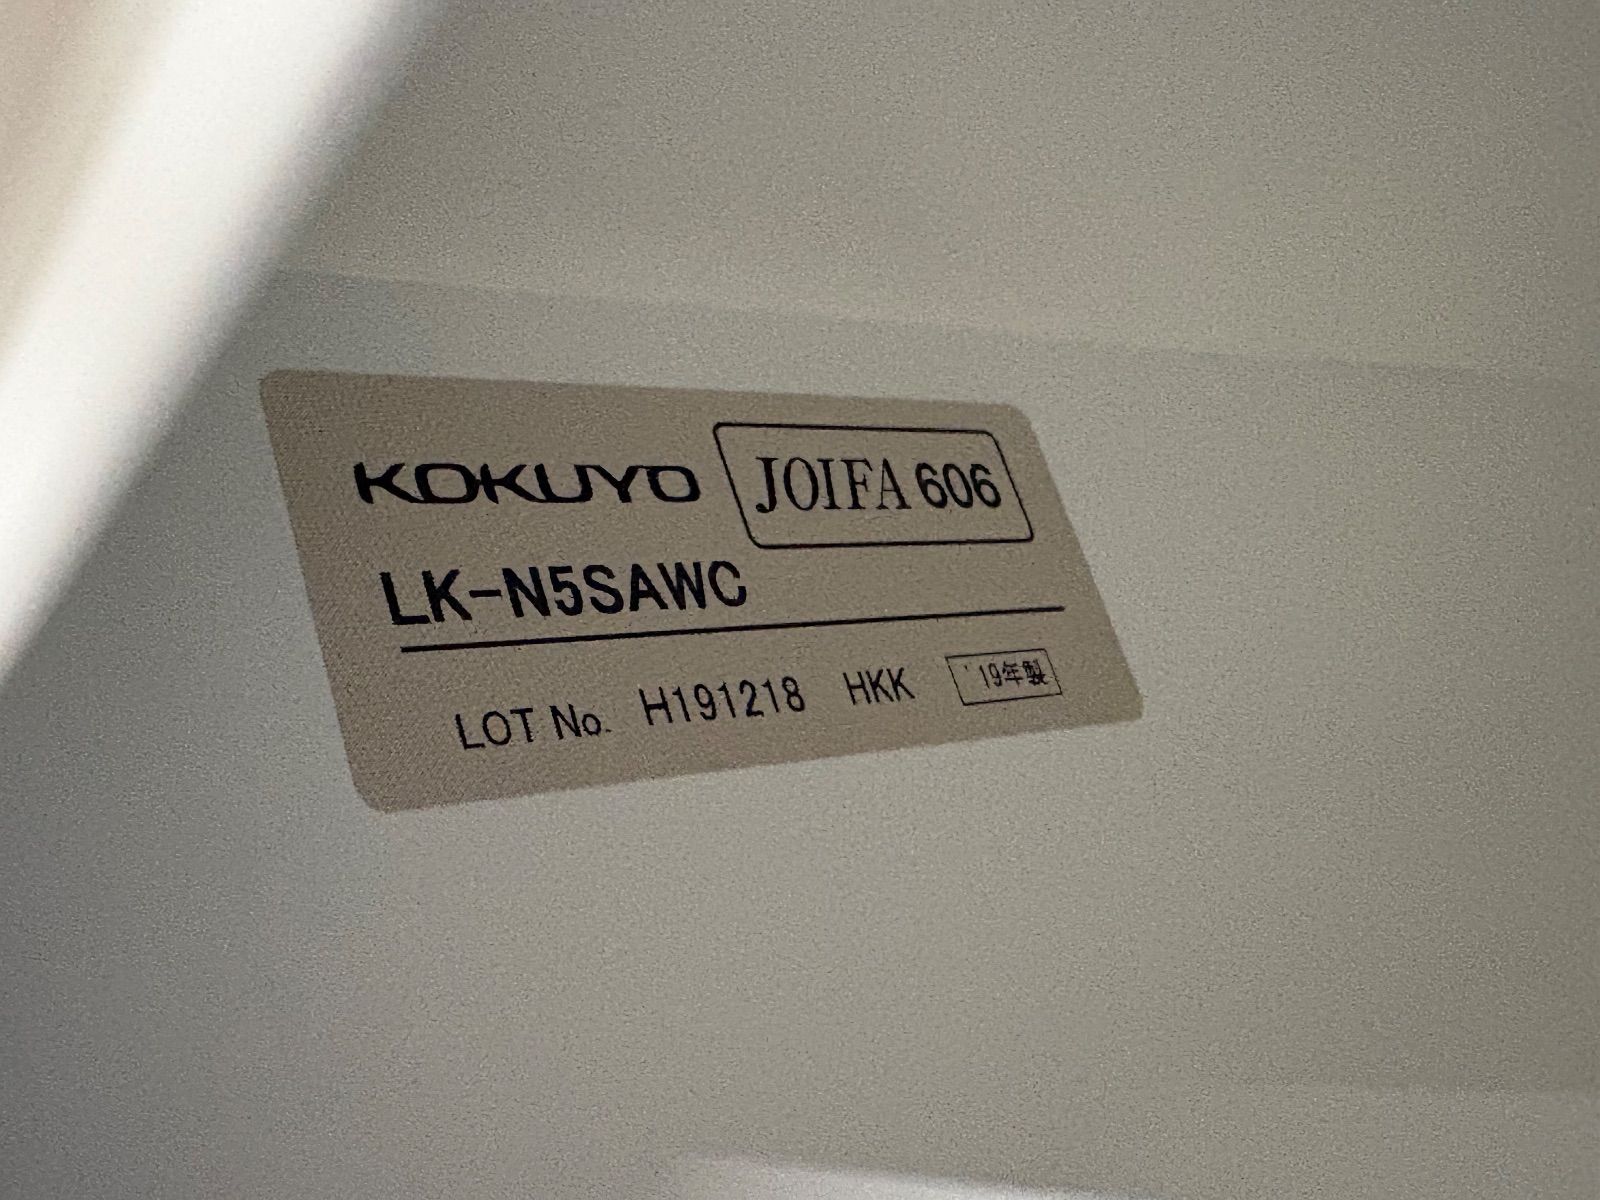 KOKUYO JOIFA 606
LK-N5SAWC
LOT No. H191218 HKK '19年製